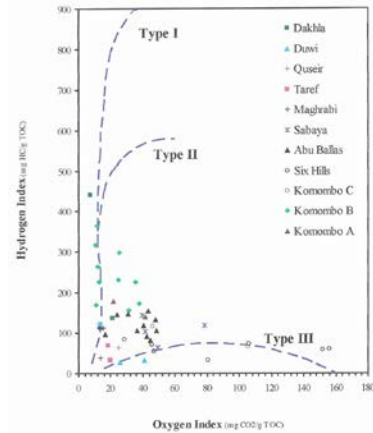 900
800
700
600
500
400
300
200
100
0
Hydrogen Index (mg HC/g TOC)
Type I
Type II
Type III
Dakhla
Duwi
Quseir
Taref
Maghrabi
Sabaya
Abu Ballas
Six Hills
Komombo C
Komombo B
Komombo A
0 20 40 60 80 100 120 140 160 180
Oxygen Index (mg CO2/g TOC)